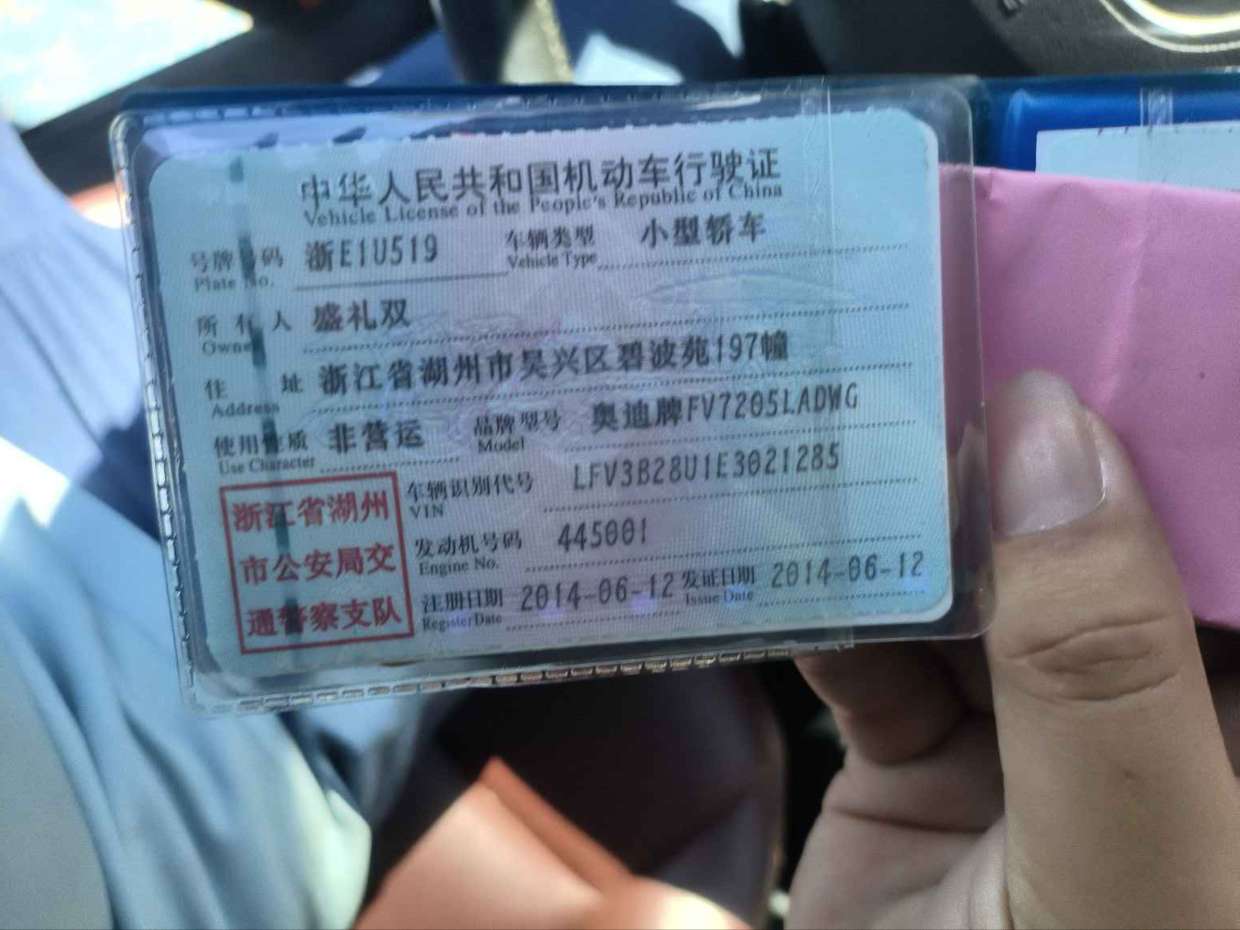 中华人民共和国机动车行驶证
Vehicle License of the People's Republic of China
号牌号码 浙E1U519 车辆类型 小型轿车
Plate No. Vehicle Type
所有人 盛礼双
Owner
住址 浙江省湖州市吴兴区碧波苑197幢
Address
使用性质 非营运 品牌型号 奥迪牌FV7205LADWG
Use Character Model
浙江省湖州
市公安局交
通警察支队
车辆识别代号 LFV3B28U1E3021285
VIN
发动机号码 445001
Engine No.
注册日期 2014-06-12 发证日期 2014-06-12
Register Date Issue Date